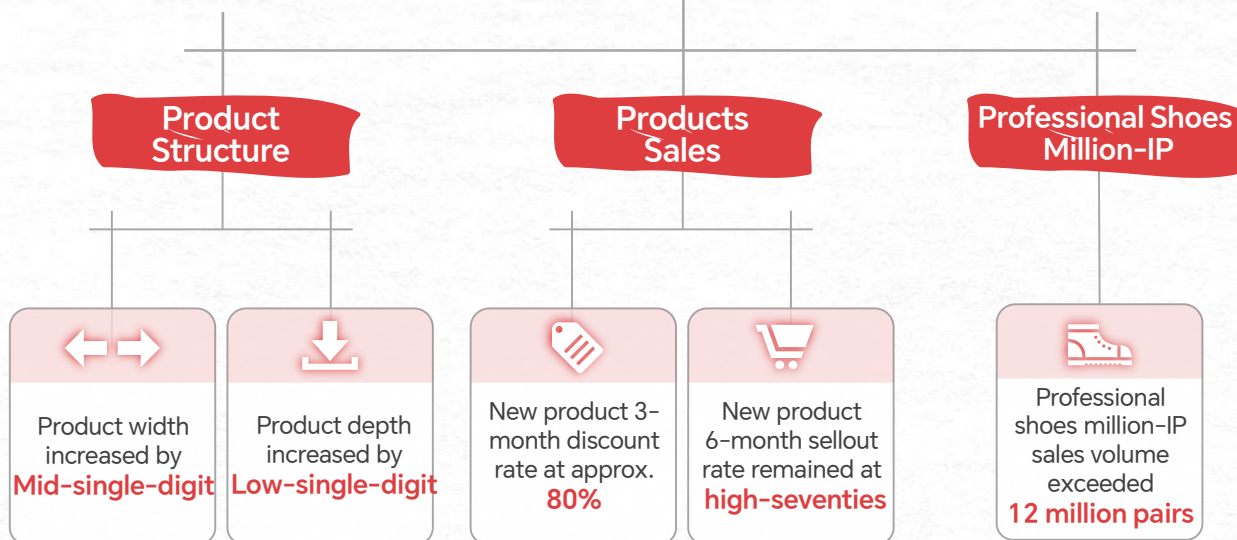 Product
Structure
Products
Sales
Professional Shoes
Million-IP
Product width
increased by
Mid-single-digit
Product depth
increased by
Low-single-digit
New product 3-
month discount
rate at approx.
80%
New product
6-month sellout
rate remained at
high-seventies
Professional
shoes million-IP
sales volume
exceeded
12 million pairs